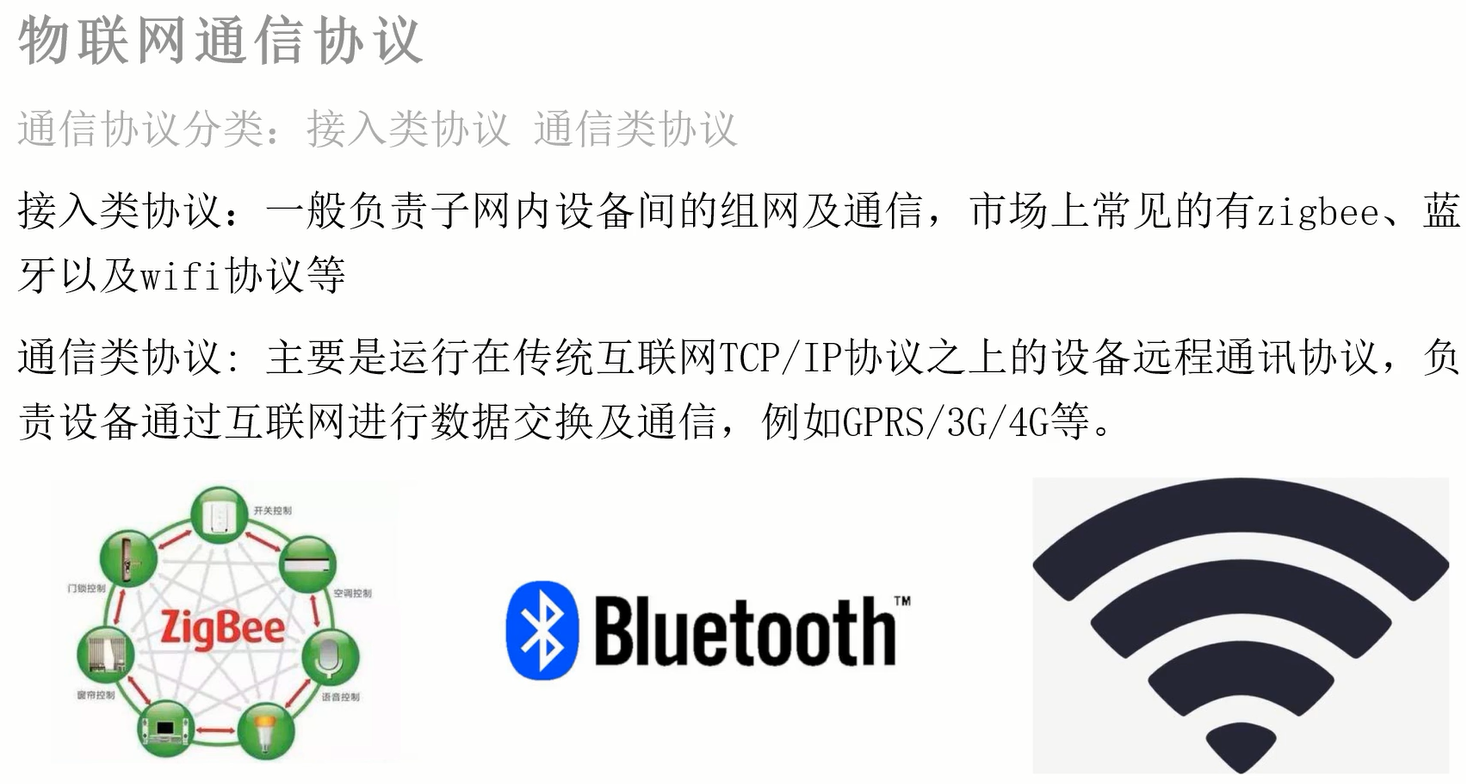 物联网通信协议
通信协议分类：接入类协议 通信类协议
接入类协议：一般负责子网内设备间的组网及通信，市场上常见的有zigbee、蓝
牙以及wifi协议等
通信类协议：主要是运行在传统互联网TCP/IP协议之上的设备远程通讯协议，负
责设备通过互联网进行数据交换及通信，例如GPRS/3G/4G等。
开关控制
门锁控制
空调控制
ZigBee
窗帘控制
语音控制
Bluetooth™